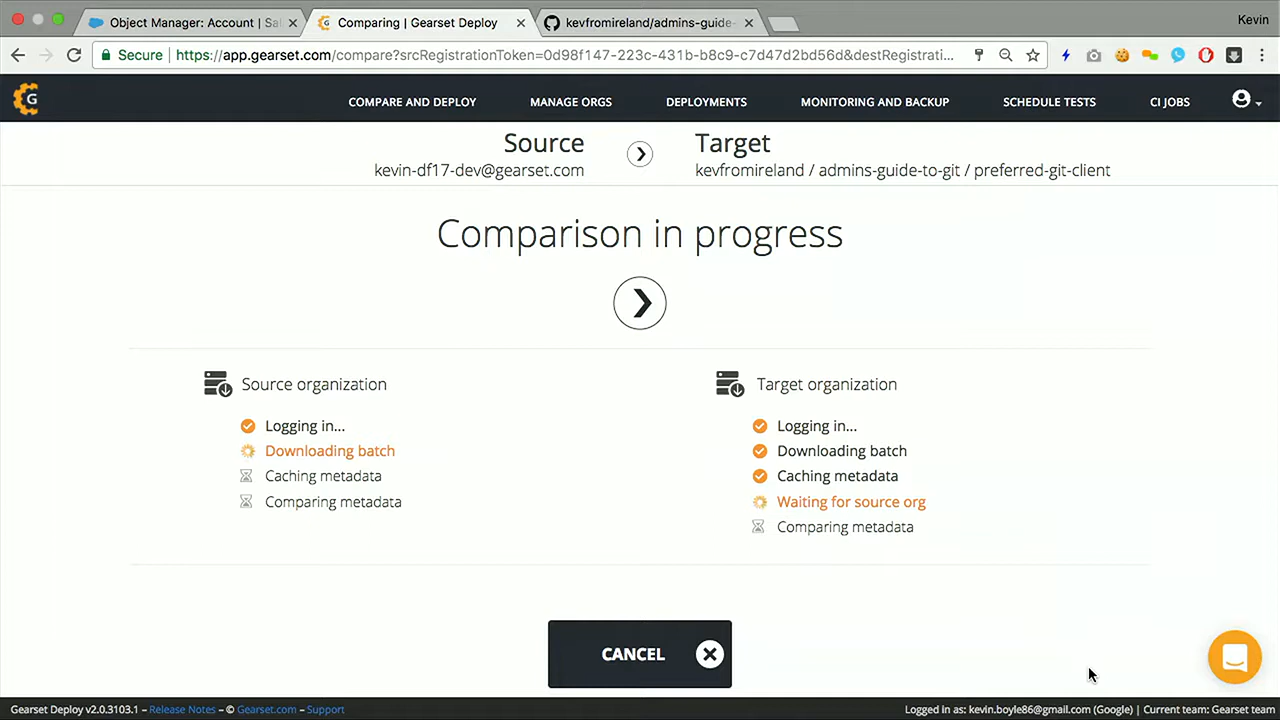 Object Manager: Account | Sal
Comparing | Gearset Deploy
kevfromireland/admins-guide-
Kevin
Secure
https://app.gearset.com/compare?srcRegistrationToken=0d98f147-223c-431b-b8c9-c7d47d2bd56d&destRegistrati...
G
COMPARE AND DEPLOY
MANAGE ORGS
DEPLOYMENTS
MONITORING AND BACKUP
SCHEDULE TESTS
CI JOBS
Source
kevin-df17-dev@gearset.com
Target
kevfromireland / admins-guide-to-git / preferred-git-client
Comparison in progress
Source organization
Logging in...
Downloading batch
Caching metadata
Comparing metadata
Target organization
Logging in...
Downloading batch
Caching metadata
Waiting for source org
Comparing metadata
CANCEL
Gearset Deploy v2.0.3103.1 – Release Notes – © Gearset.com – Support
Logged in as: kevin.boyle86@gmail.com (Google) | Current team: Gearset team